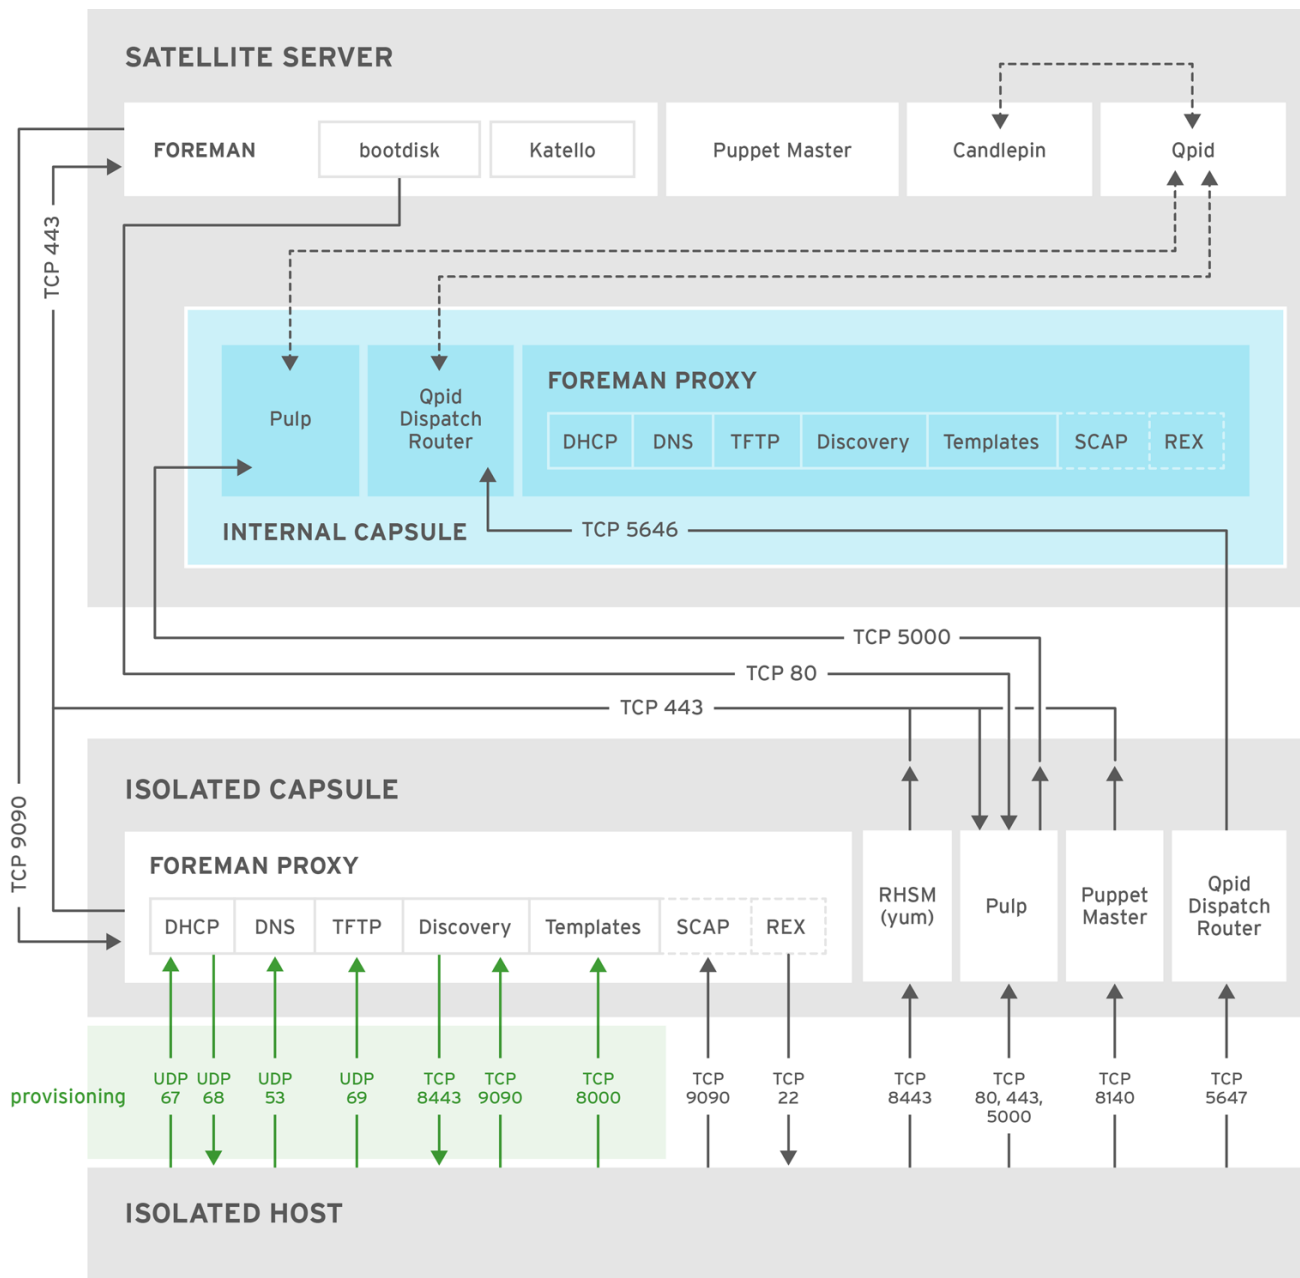 SATELLITE SERVER
FOREMAN
bootdisk
Katello
Puppet Master
Candlepin
Qpid
TCP 443
Pulp
Qpid
Dispatch
Router
FOREMAN PROXY
DHCP
DNS
TFTP
Discovery
Templates
SCAP
REX
INTERNAL CAPSULE
TCP 5646
TCP 5000
TCP 80
TCP 443
TCP 9090
ISOLATED CAPSULE
FOREMAN PROXY
DHCP
DNS
TFTP
Discovery
Templates
SCAP
REX
RHSM
(yum)
Pulp
Puppet
Master
Qpid
Dispatch
Router
provisioning
UDP
67
UDP
68
UDP
53
UDP
69
TCP
8443
TCP
9090
TCP
8000
TCP
9090
TCP
22
TCP
8443
TCP
80, 443,
5000
TCP
8140
TCP
5647
ISOLATED HOST